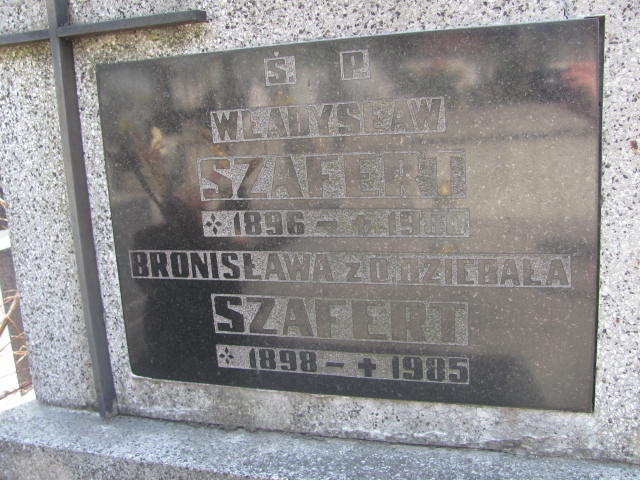 Ś P
WŁADYSŁAW
SZAFERT
1896 –
BRONISŁAWA Z D DZIEBAŁA
SZAFERT
1898 – + 1985